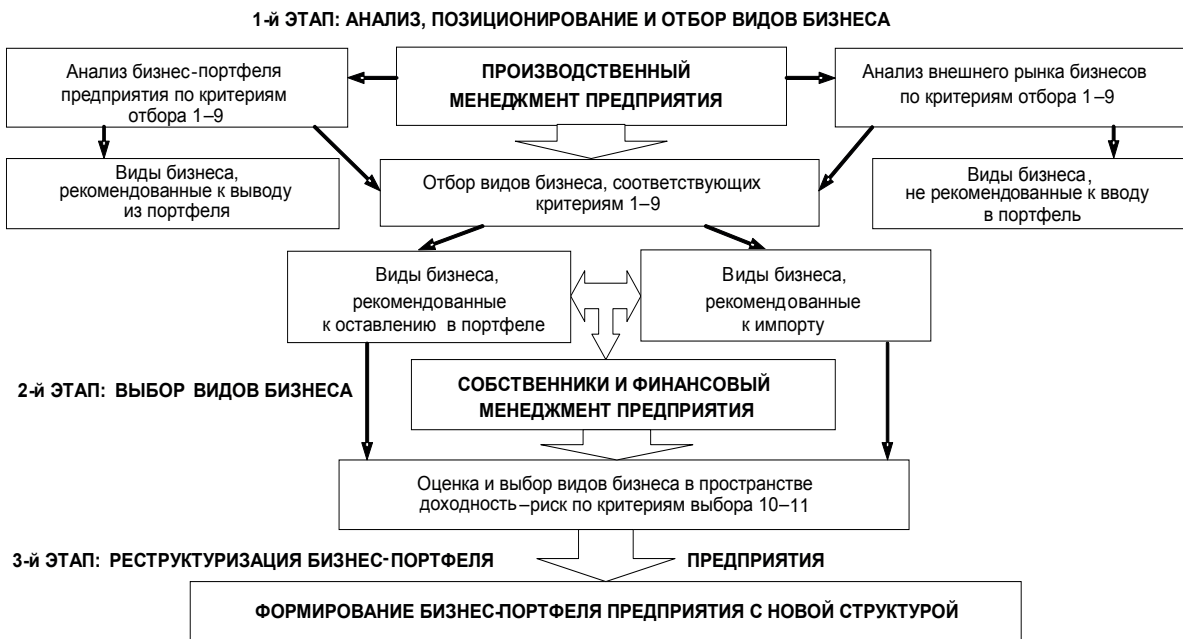 1-й ЭТАП: АНАЛИЗ, ПОЗИЦИОНИРОВАНИЕ И ОТБОР ВИДОВ БИЗНЕСА
Анализ бизнес-портфеля
предприятия по критериям
отбора 1–9
ПРОИЗВОДСТВЕННЫЙ
МЕНЕДЖМЕНТ ПРЕДПРИЯТИЯ
Анализ внешнего рынка бизнесов
по критериям отбора 1–9
Виды бизнеса,
рекомендованные к выводу
из портфеля
Отбор видов бизнеса, соответствующих
критериям 1–9
Виды бизнеса,
не рекомендованные к вводу
в портфель
Виды бизнеса,
рекомендованные
к оставлению в портфеле
Виды бизнеса,
рекомендованные
к импорту
2-й ЭТАП: ВЫБОР ВИДОВ БИЗНЕСА
СОБСТВЕННИКИ И ФИНАНСОВЫЙ
МЕНЕДЖМЕНТ ПРЕДПРИЯТИЯ
Оценка и выбор видов бизнеса в пространстве
доходность–риск по критериям выбора 10–11
3-й ЭТАП: РЕСТРУКТУРИЗАЦИЯ БИЗНЕС-ПОРТФЕЛЯ ПРЕДПРИЯТИЯ
ФОРМИРОВАНИЕ БИЗНЕС-ПОРТФЕЛЯ ПРЕДПРИЯТИЯ С НОВОЙ СТРУКТУРОЙ